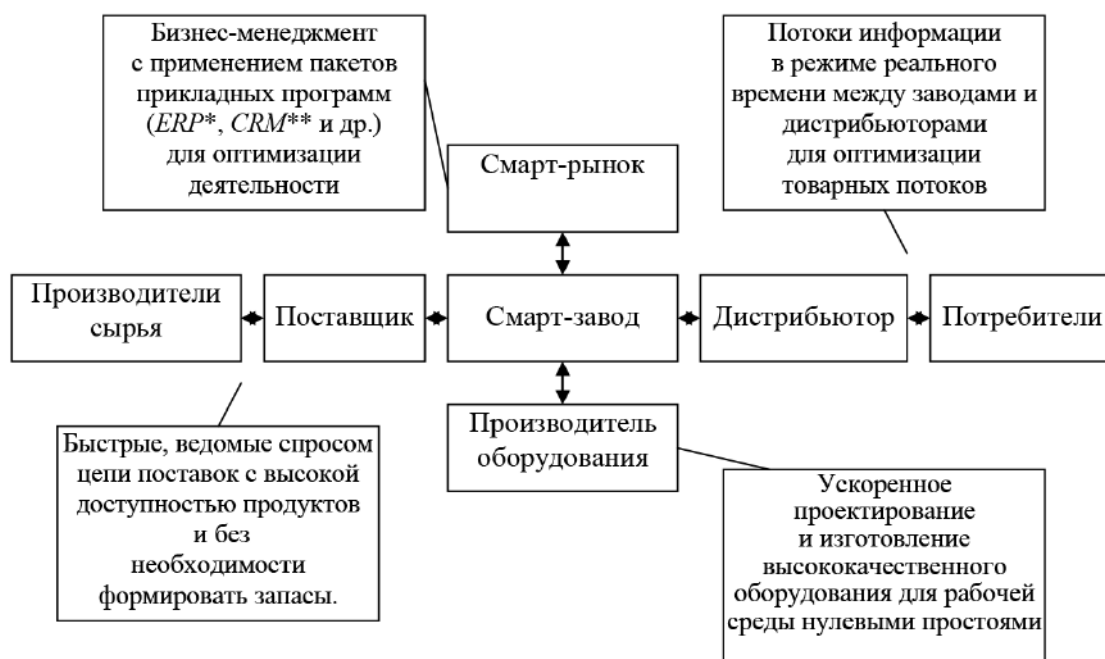 Бизнес-менеджмент
с применением пакетов
прикладных программ
(ERP*, CRM** и др.)
для оптимизации
деятельности
Смарт-рынок
Потоки информации
в режиме реального
времени между заводами и
дистрибьюторами
для оптимизации
товарных потоков
Производители
сырья
Поставщик
Смарт-завод
Дистрибьютор
Потребители
Быстрые, ведомые спросом
цепи поставок с высокой
доступностью продуктов
и без
необходимости
формировать запасы.
Производитель
оборудования
Ускоренное
проектирование
и изготовление
высококачественного
оборудования для рабочей
среды нулевыми простоями